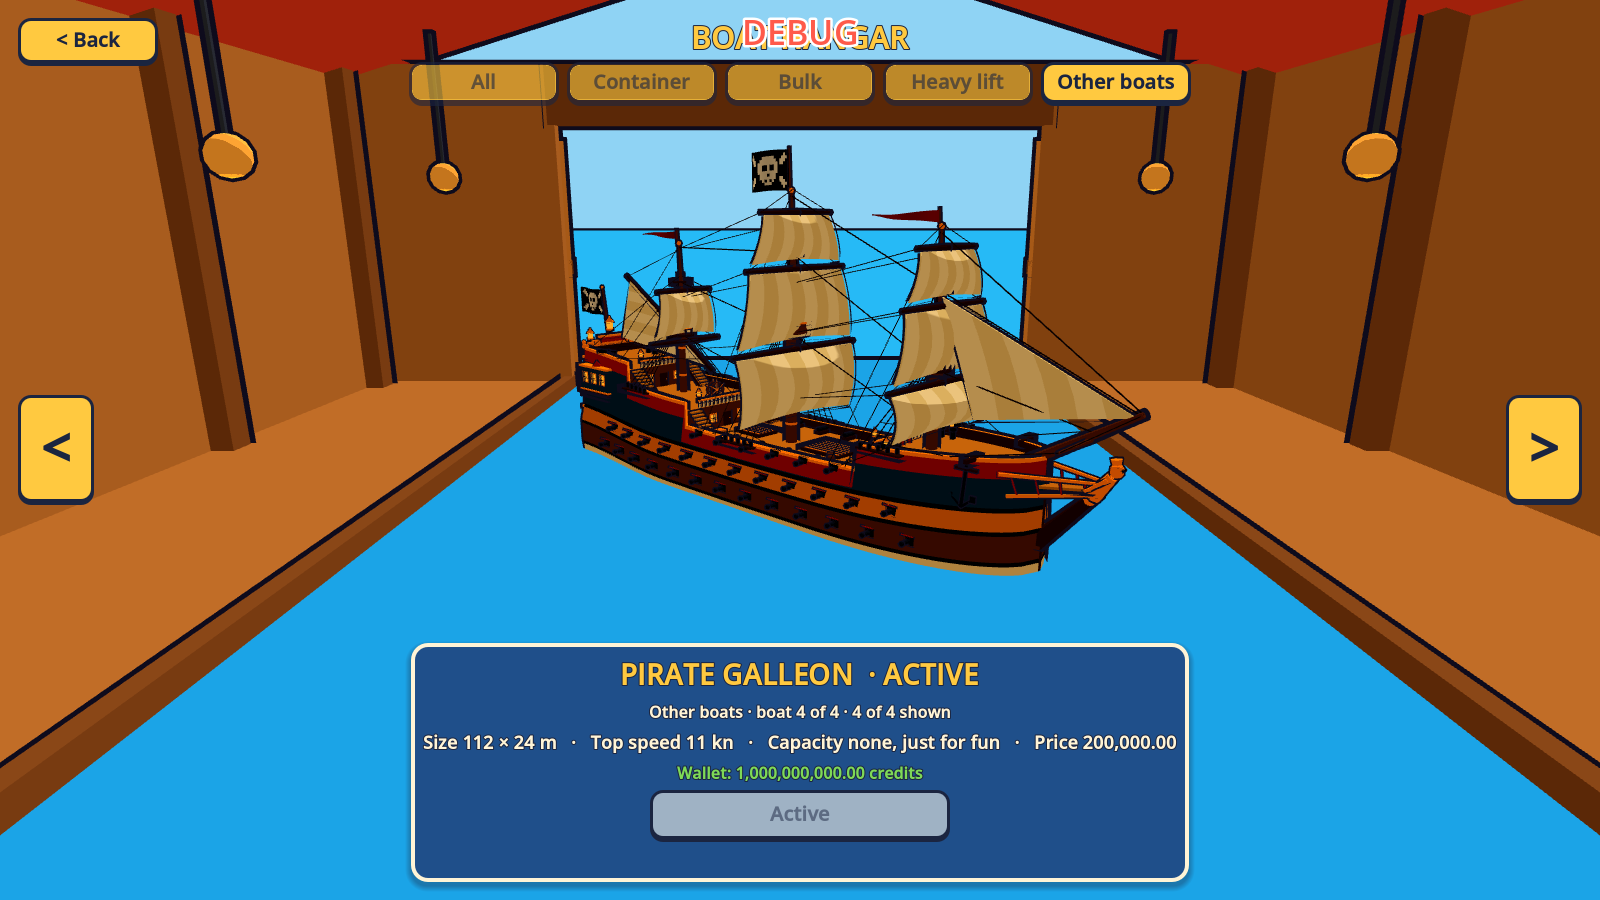 < Back
BOAT HANGAR
DEBUG
All
Container
Bulk
Heavy lift
Other boats
<
>
PIRATE GALLEON · ACTIVE
Other boats · boat 4 of 4 · 4 of 4 shown
Size 112 × 24 m · Top speed 11 kn · Capacity none, just for fun · Price 200,000.00
Wallet: 1,000,000,000.00 credits
Active